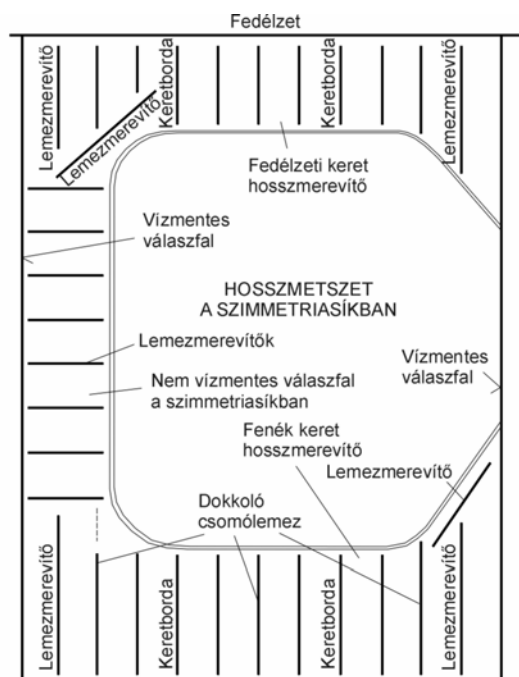 Fedélzet
Lemezmerevítő
Lemezmerevítő
Keretborda
Keretborda
Lemezmerevítő
Fedélzeti keret
hosszmerevítő
Vízmentes
válaszfal
HOSSZMETSZET
A SZIMMETRIASÍKBAN
Lemezmerevítők
Vízmentes
válaszfal
Nem vízmentes válaszfal
a szimmetriasíkban
Fenék keret
hosszmerevítő
Lemezmerevítő
Dokkoló
csomólemez
Lemezmerevítő
Keretborda
Keretborda
Lemezmerevítő